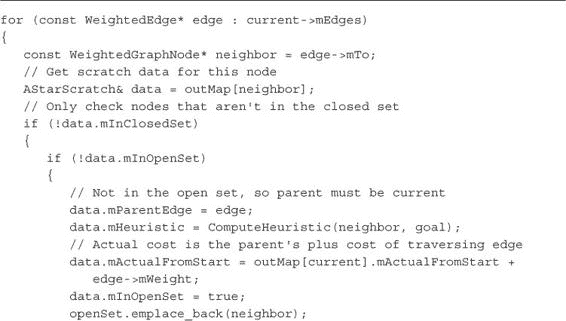 for (const WeightedEdge* edge : current->mEdges)
{
   const WeightedGraphNode* neighbor = edge->mTo;
   // Get scratch data for this node
   AStarScratch& data = outMap[neighbor];
   // Only check nodes that aren't in the closed set
   if (!data.mInClosedSet)
   {
      if (!data.mInOpenSet)
      {
         // Not in the open set, so parent must be current
         data.mParentEdge = edge;
         data.mHeuristic = ComputeHeuristic(neighbor, goal);
         // Actual cost is the parent's plus cost of traversing edge
         data.mActualFromStart = outMap[current].mActualFromStart +
            edge->mWeight;
         data.mInOpenSet = true;
         openSet.emplace_back(neighbor);